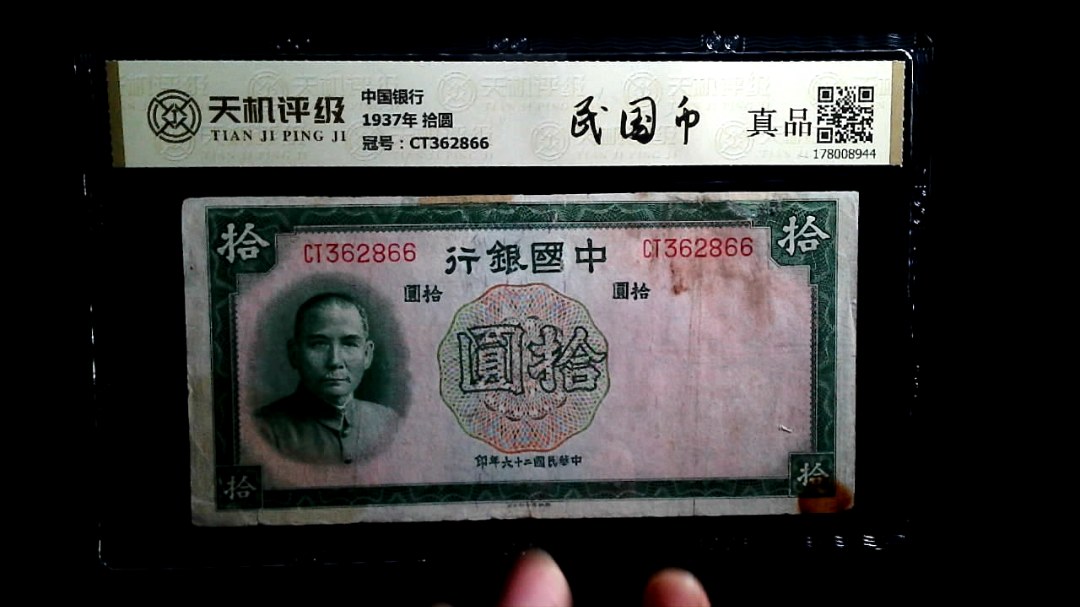 天机评级
TIAN JI PING JI
中国银行
1937年 拾圆
冠号：CT362866
民国币
真品
178008944
拾
CT362866
行銀國中
CT362866
拾
圓拾
圓拾
圓拾
印年六十二國民華中
拾
拾